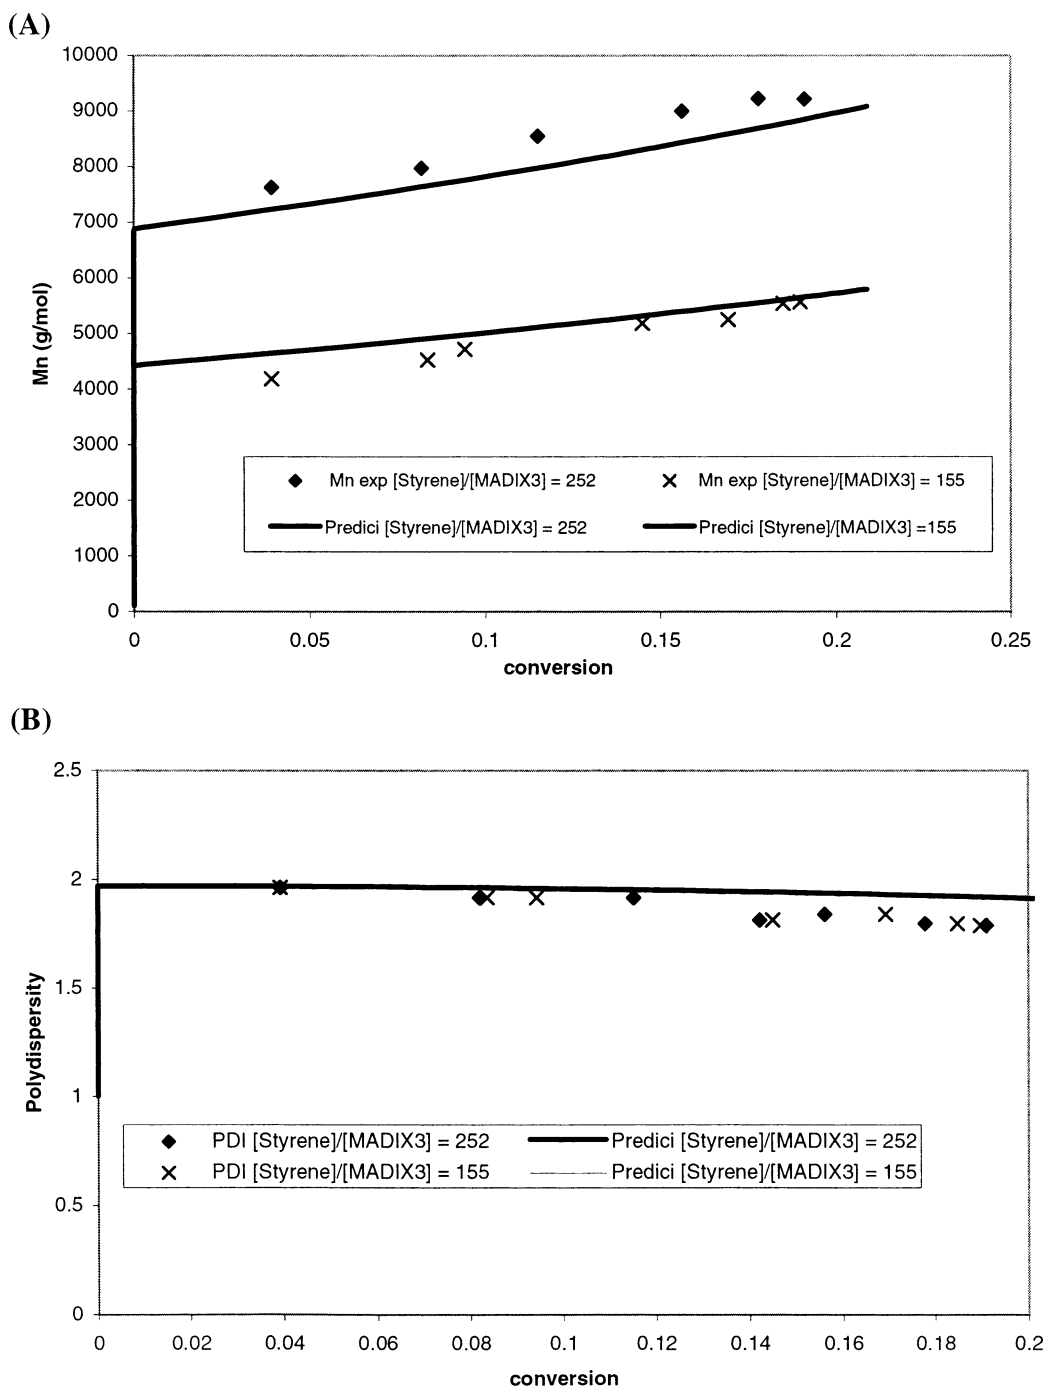 (A)
10000
9000
8000
7000
6000
5000
4000
3000
2000
1000
0
Mn (g/mol)
Mn exp [Styrene]/[MADIX3] = 252
Mn exp [Styrene]/[MADIX3] = 155
Predici [Styrene]/[MADIX3] = 252
Predici [Styrene]/[MADIX3] =155
0 0.05 0.1 0.15 0.2 0.25
conversion
(B)
2.5
2
1.5
1
0.5
0
Polydispersity
PDI [Styrene]/[MADIX3] = 252
Predici [Styrene]/[MADIX3] = 252
PDI [Styrene]/[MADIX3] = 155
Predici [Styrene]/[MADIX3] = 155
0 0.02 0.04 0.06 0.08 0.1 0.12 0.14 0.16 0.18 0.2
conversion